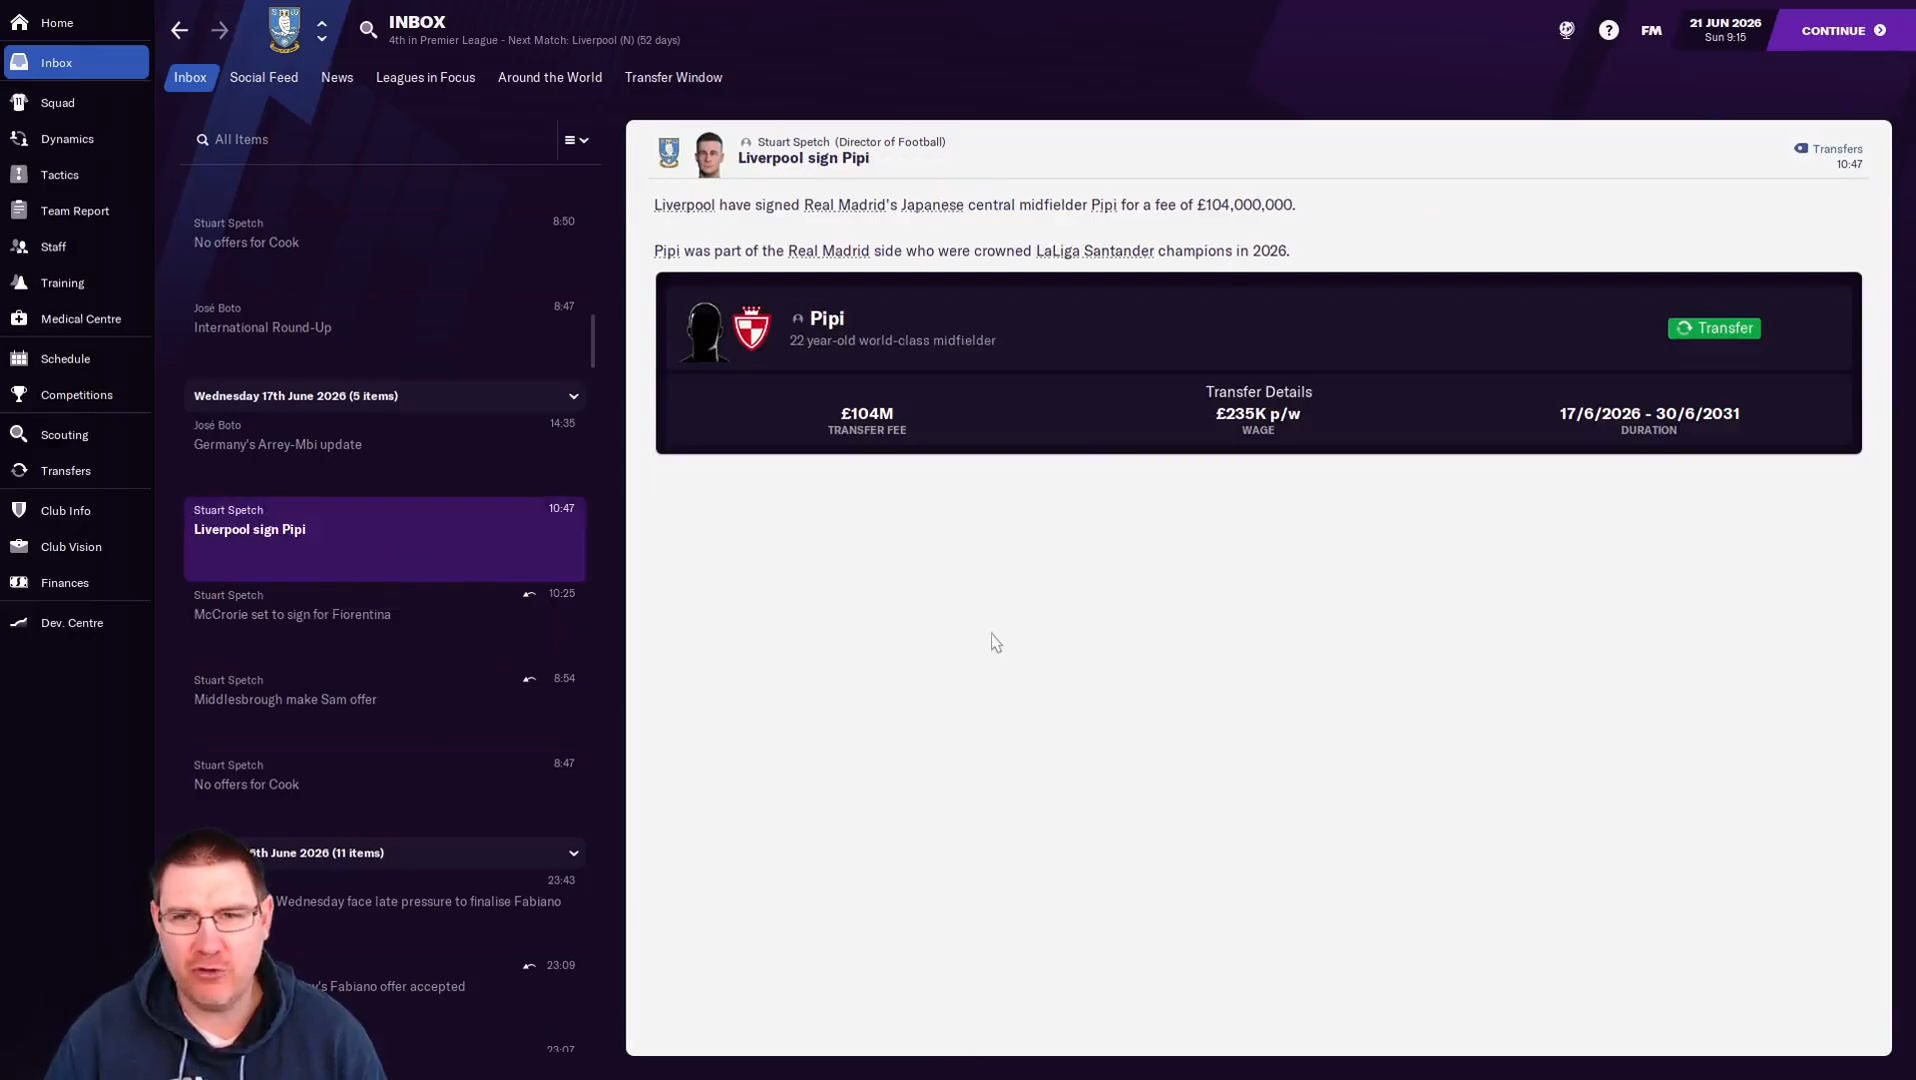 Home
Inbox
Squad
Dynamics
Tactics
Team Report
Staff
Training
Medical Centre
Schedule
Competitions
Scouting
Transfers
Club Info
Club Vision
Finances
Dev. Centre
INBOX
4th in Premier League - Next Match: Liverpool (N) (52 days)
FM
21 JUN 2026
Sun 9:15
CONTINUE
Inbox Social Feed News Leagues in Focus Around the World Transfer Window
All Items
Stuart Spetch 8:50
No offers for Cook
José Boto 8:47
International Round-Up
Wednesday 17th June 2026 (5 items)
José Boto 14:35
Germany's Arrey-Mbi update
Stuart Spetch 10:47
Liverpool sign Pipi
Stuart Spetch 10:25
McCrorie set to sign for Fiorentina
Stuart Spetch 8:54
Middlesbrough make Sam offer
Stuart Spetch 8:47
No offers for Cook
6th June 2026 (11 items)
23:43
Wednesday face late pressure to finalise Fabiano
23:09
's Fabiano offer accepted
23:07
Stuart Spetch (Director of Football)
Liverpool sign Pipi
Transfers
10:47
Liverpool have signed Real Madrid's Japanese central midfielder Pipi for a fee of £104,000,000.
Pipi was part of the Real Madrid side who were crowned LaLiga Santander champions in 2026.
Pipi
22 year-old world-class midfielder
Transfer
Transfer Details
£104M £235K p/w 17/6/2026 - 30/6/2031
TRANSFER FEE WAGE DURATION